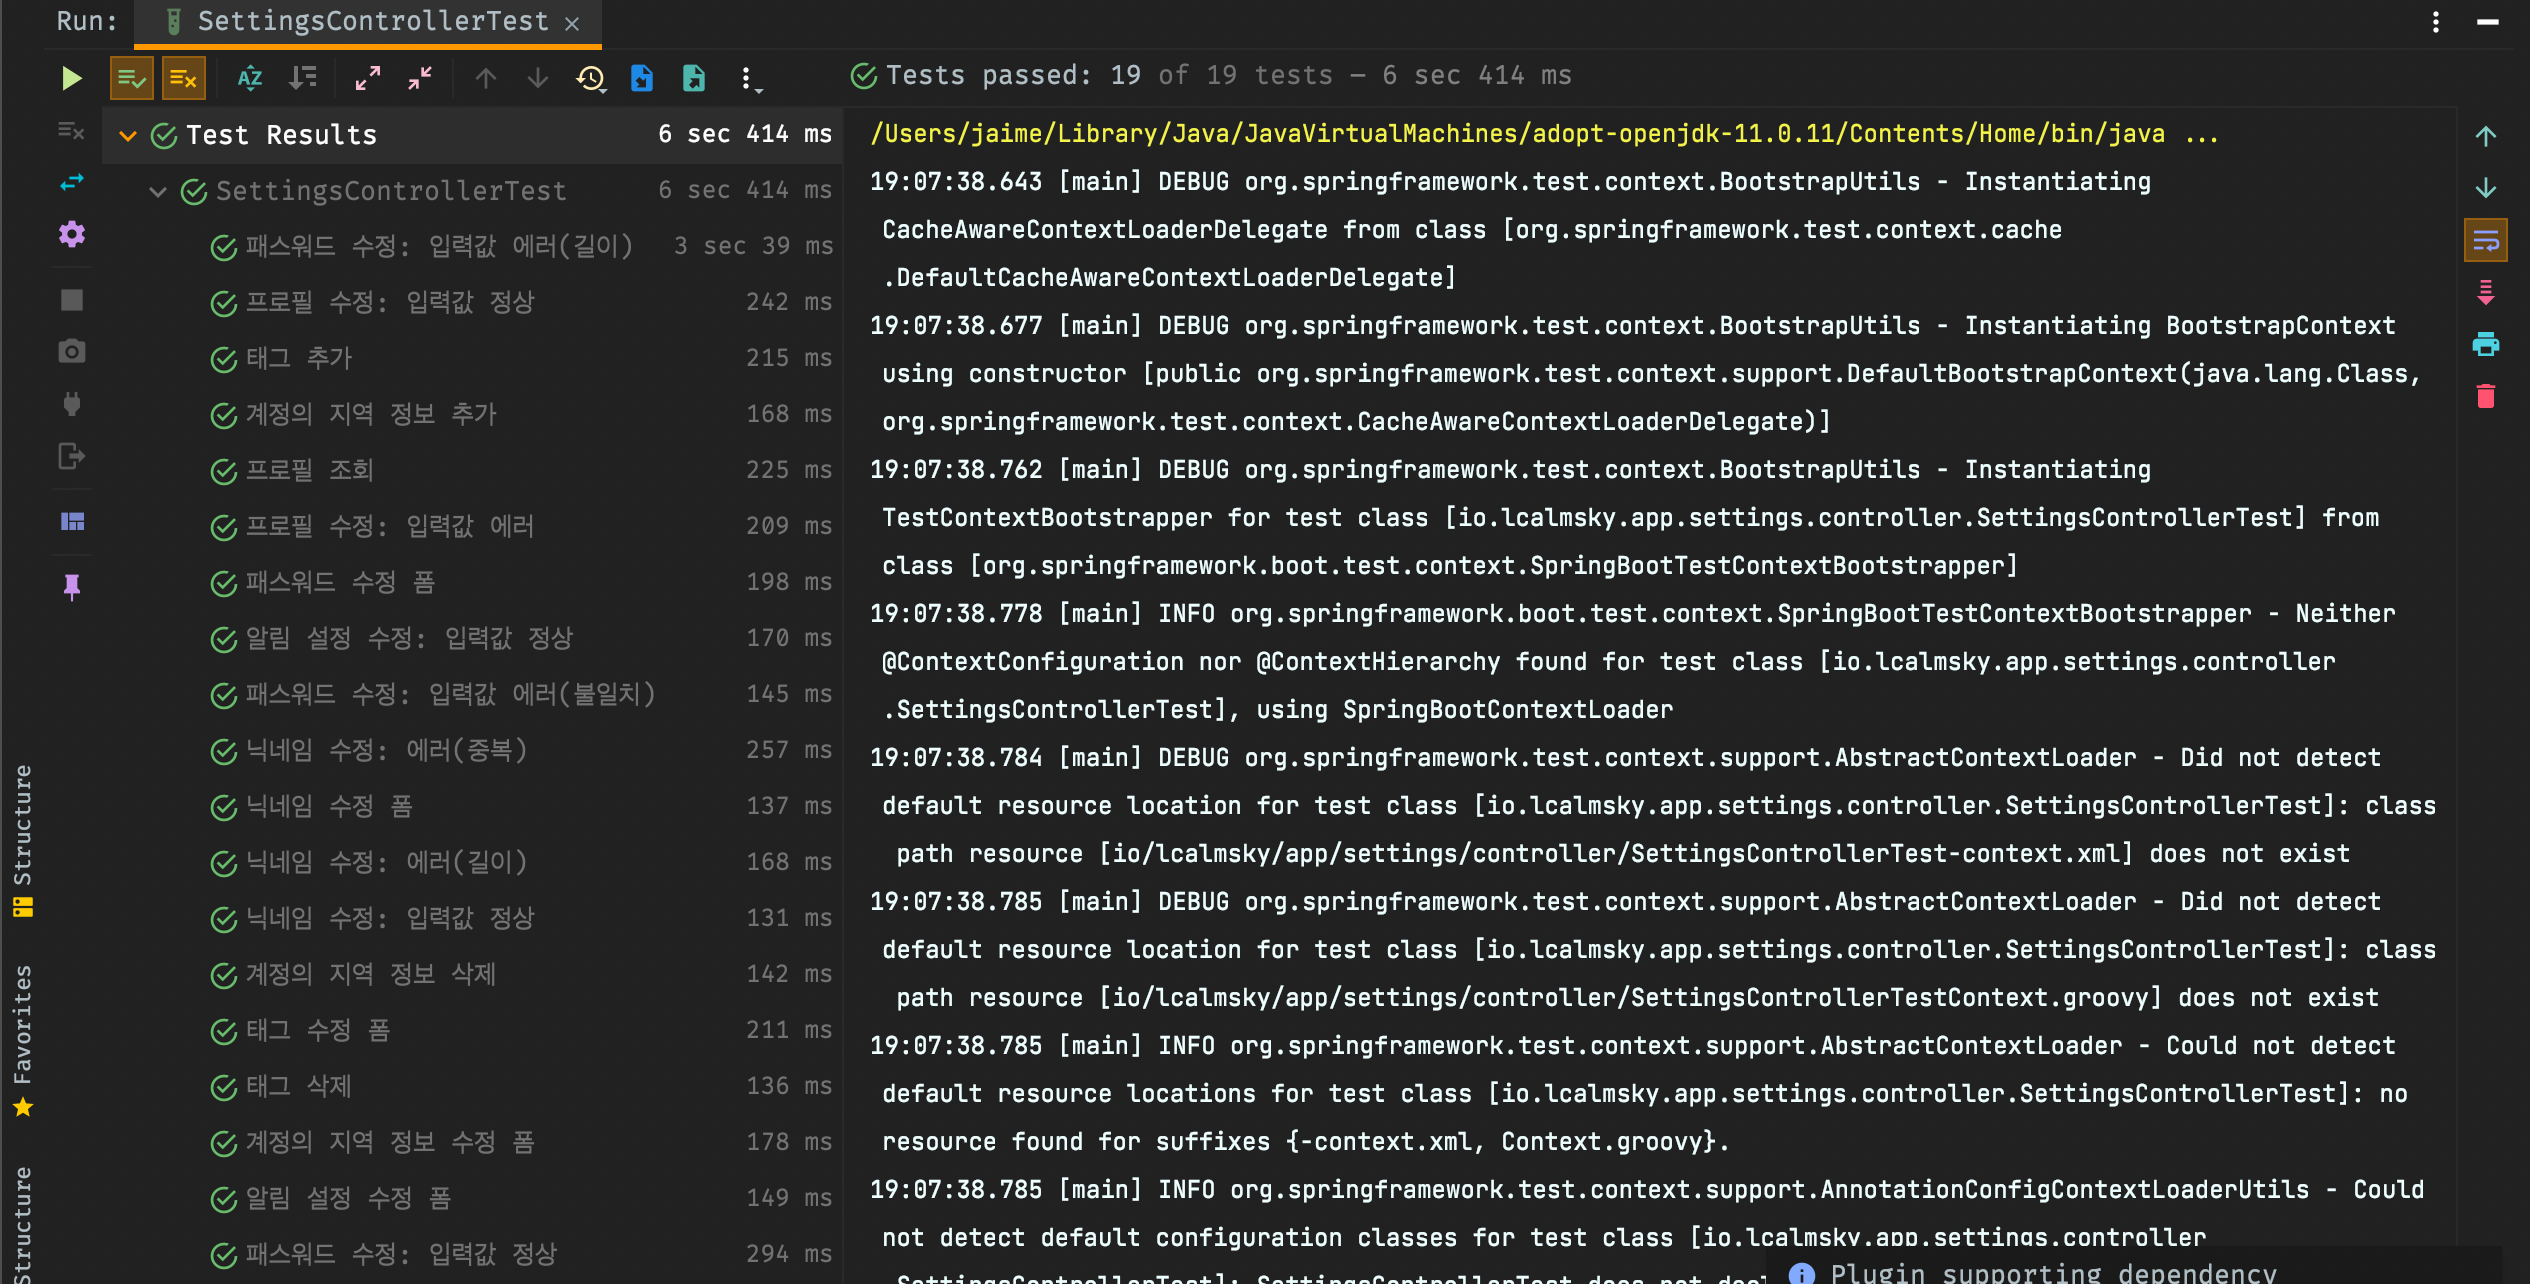 Run:
SettingsControllerTest
Tests passed: 19 of 19 tests – 6 sec 414 ms
Test Results 6 sec 414 ms
SettingsControllerTest 6 sec 414 ms
패스워드 수정: 입력값 에러(길이) 3 sec 39 ms
프로필 수정: 입력값 정상 242 ms
태그 추가 215 ms
계정의 지역 정보 추가 168 ms
프로필 조회 225 ms
프로필 수정: 입력값 에러 209 ms
패스워드 수정 폼 198 ms
알림 설정 수정: 입력값 정상 170 ms
패스워드 수정: 입력값 에러(불일치) 145 ms
닉네임 수정: 에러(중복) 257 ms
닉네임 수정 폼 137 ms
닉네임 수정: 에러(길이) 168 ms
닉네임 수정: 입력값 정상 131 ms
계정의 지역 정보 삭제 142 ms
태그 수정 폼 211 ms
태그 삭제 136 ms
계정의 지역 정보 수정 폼 178 ms
알림 설정 수정 폼 149 ms
패스워드 수정: 입력값 정상 294 ms
/Users/jaime/Library/Java/JavaVirtualMachines/adopt-openjdk-11.0.11/Contents/Home/bin/java ...
19:07:38.643 [main] DEBUG org.springframework.test.context.BootstrapUtils - Instantiating
CacheAwareContextLoaderDelegate from class [org.springframework.test.context.cache
.DefaultCacheAwareContextLoaderDelegate]
19:07:38.677 [main] DEBUG org.springframework.test.context.BootstrapUtils - Instantiating BootstrapContext
using constructor [public org.springframework.test.context.support.DefaultBootstrapContext(java.lang.Class,
org.springframework.test.context.CacheAwareContextLoaderDelegate)]
19:07:38.762 [main] DEBUG org.springframework.test.context.BootstrapUtils - Instantiating
TestContextBootstrapper for test class [io.lcalmsky.app.settings.controller.SettingsControllerTest] from
class [org.springframework.boot.test.context.SpringBootTestContextBootstrapper]
19:07:38.778 [main] INFO org.springframework.boot.test.context.SpringBootTestContextBootstrapper - Neither
@ContextConfiguration nor @ContextHierarchy found for test class [io.lcalmsky.app.settings.controller
.SettingsControllerTest], using SpringBootContextLoader
19:07:38.784 [main] DEBUG org.springframework.test.context.support.AbstractContextLoader - Did not detect
default resource location for test class [io.lcalmsky.app.settings.controller.SettingsControllerTest]: class
path resource [io/lcalmsky/app/settings/controller/SettingsControllerTest-context.xml] does not exist
19:07:38.785 [main] DEBUG org.springframework.test.context.support.AbstractContextLoader - Did not detect
default resource location for test class [io.lcalmsky.app.settings.controller.SettingsControllerTest]: class
path resource [io/lcalmsky/app/settings/controller/SettingsControllerTestContext.groovy] does not exist
19:07:38.785 [main] INFO org.springframework.test.context.support.AbstractContextLoader - Could not detect
default resource locations for test class [io.lcalmsky.app.settings.controller.SettingsControllerTest]: no
resource found for suffixes {-context.xml, Context.groovy}.
19:07:38.785 [main] INFO org.springframework.test.context.support.AnnotationConfigContextLoaderUtils - Could
not detect default configuration classes for test class [io.lcalmsky.app.settings.controller
.SettingsControllerTest]: SettingsControllerTest does not
Plugin supporting dependency
Structure
Favorites
Structure